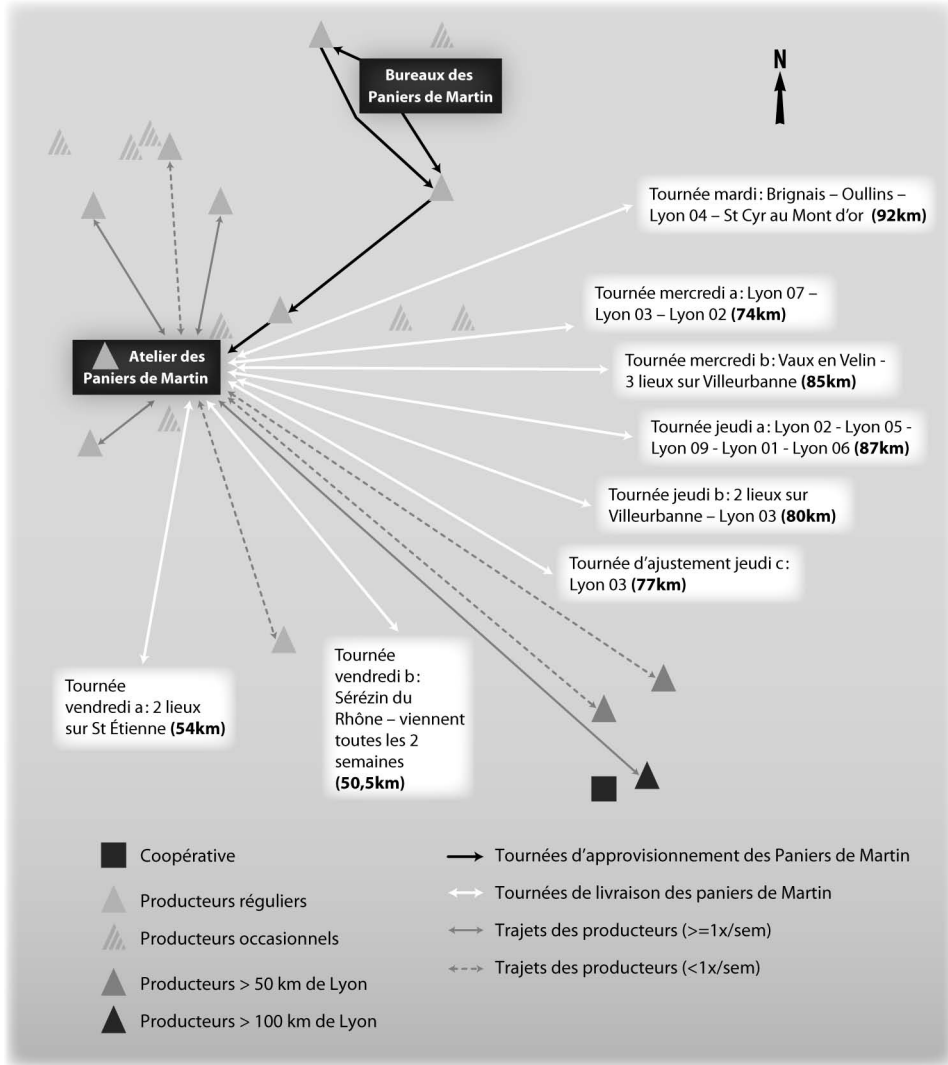 Bureaux des
Paniers de Martin
N
Tournée mardi : Brignais – Oullins –
Lyon 04 – St Cyr au Mont d'or (92km)
Tournée mercredi a : Lyon 07 –
Lyon 03 – Lyon 02 (74km)
Atelier des
Paniers de Martin
Tournée mercredi b : Vaux en Velin -
3 lieux sur Villeurbanne (85km)
Tournée jeudi a : Lyon 02 - Lyon 05 -
Lyon 09 - Lyon 01 - Lyon 06 (87km)
Tournée jeudi b : 2 lieux sur
Villeurbanne – Lyon 03 (80km)
Tournée d'ajustement jeudi c :
Lyon 03 (77km)
Tournée
vendredi a : 2 lieux
sur St Étienne (54km)
Tournée
vendredi b :
Sérézin du
Rhône – viennent
toutes les 2
semaines
(50,5km)
Coopérative
Producteurs réguliers
Producteurs occasionnels
Producteurs > 50 km de Lyon
Producteurs > 100 km de Lyon
Tournées d'approvisionnement des Paniers de Martin
Tournées de livraison des paniers de Martin
Trajets des producteurs (>=1x/sem)
Trajets des producteurs (<1x/sem)